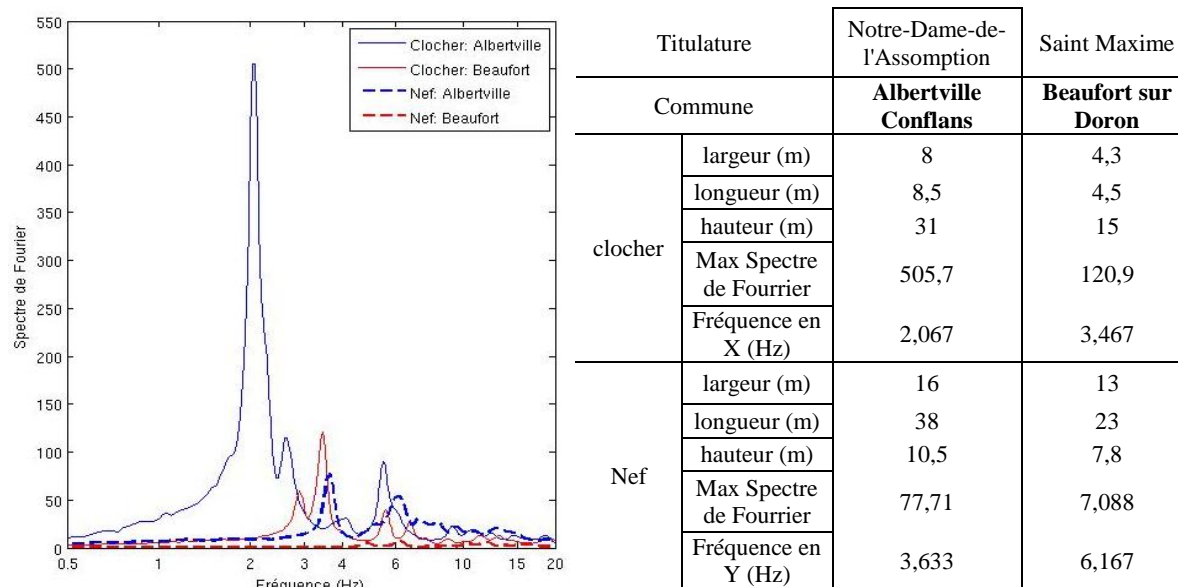 550
500
450
400
350
300
250
200
150
100
50
0
Spectre de Fourier
0.5 1 2 3 4 6 10 15 20
Fréquence (Hz)
Clocher: Albertville
Clocher: Beaufort
Nef: Albertville
Nef: Beaufort
Titulature Notre-Dame-de-
l'Assomption Saint Maxime
Commune Albertville
Conflans Beaufort sur
Doron
clocher
largeur (m) 8 4,3
longueur (m) 8,5 4,5
hauteur (m) 31 15
Max Spectre
de Fourrier 505,7 120,9
Fréquence en
X (Hz) 2,067 3,467
Nef
largeur (m) 16 13
longueur (m) 38 23
hauteur (m) 10,5 7,8
Max Spectre
de Fourrier 77,71 7,088
Fréquence en
Y (Hz) 3,633 6,167